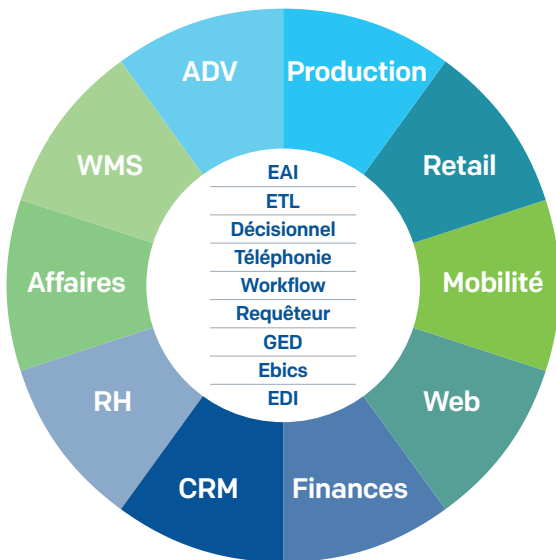 ADV
Production
WMS
Retail
Affaires
Mobilité
RH
Web
CRM
Finances
EAI
ETL
Décisionnel
Téléphonie
Workflow
Requêteur
GED
Ebics
EDI